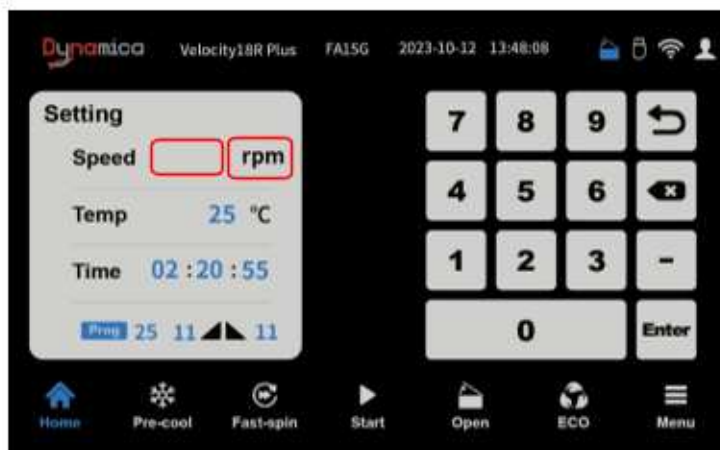 Dynamica Velocity18R Plus FA15G 2023-10-12 13:48:08
Setting
Speed rpm
Temp 25 °C
Time 02 : 20 : 55
Prog 25 11 11
7 8 9
4 5 6
1 2 3 -
0 Enter
Home Pre-cool Fast-spin Start Open ECO Menu